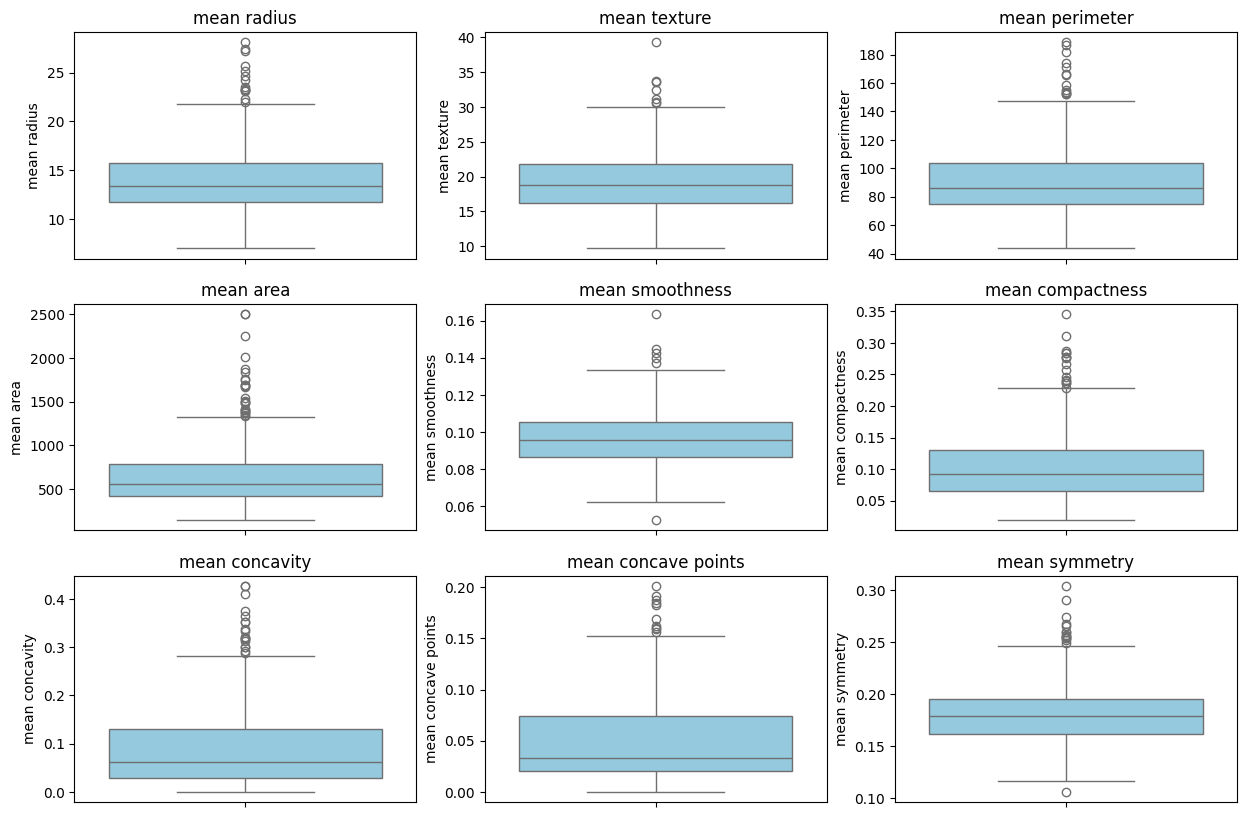 mean radius
mean radius
25
20
15
10
mean texture
mean texture
40
35
30
25
20
15
10
mean perimeter
mean perimeter
180
160
140
120
100
80
60
40
mean area
mean area
2500
2000
1500
1000
500
mean smoothness
mean smoothness
0.16
0.14
0.12
0.10
0.08
0.06
mean compactness
mean compactness
0.35
0.30
0.25
0.20
0.15
0.10
0.05
mean concavity
mean concavity
0.4
0.3
0.2
0.1
0.0
mean concave points
mean concave points
0.20
0.15
0.10
0.05
0.00
mean symmetry
mean symmetry
0.30
0.25
0.20
0.15
0.10